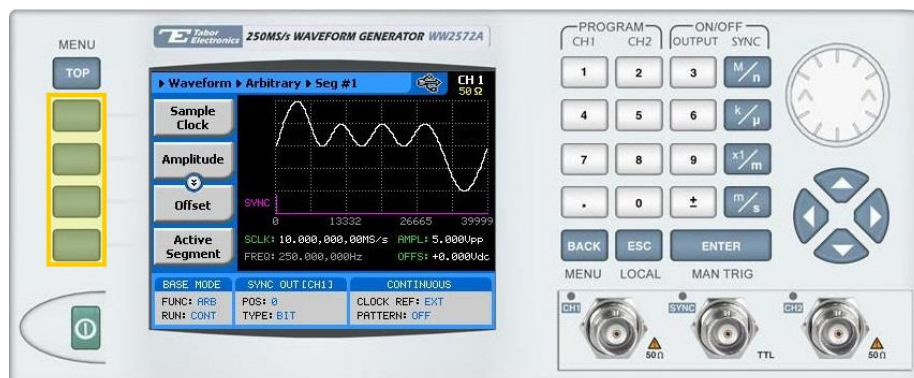 MENU
TOP
Tabor Electronics 250MS/s WAVEFORM GENERATOR WW2572A
Waveform Arbitrary Seg #1
CH 1
50 Ω
Sample
Clock
Amplitude
Offset
Active
Segment
SYNC
0 13332 26665 39999
SCLK: 10.000,000,00MS/s AMPL: 5.000Vpp
FREQ: 250.000,000Hz OFFS: +0.000Vdc
BASE MODE SYNC OUT [CH1] CONTINUOUS
FUNC: ARB POS: 0 CLOCK REF: EXT
RUN: CONT TYPE: BIT PATTERN: OFF
PROGRAM ON/OFF
CH1 CH2 OUTPUT SYNC
1 2 3 M/n
4 5 6 k/µ
7 8 9 x1/m
. 0 ± m/s
BACK ESC ENTER
MENU LOCAL MAN TRIG
CH1 SYNC CH2
50Ω TTL 50Ω